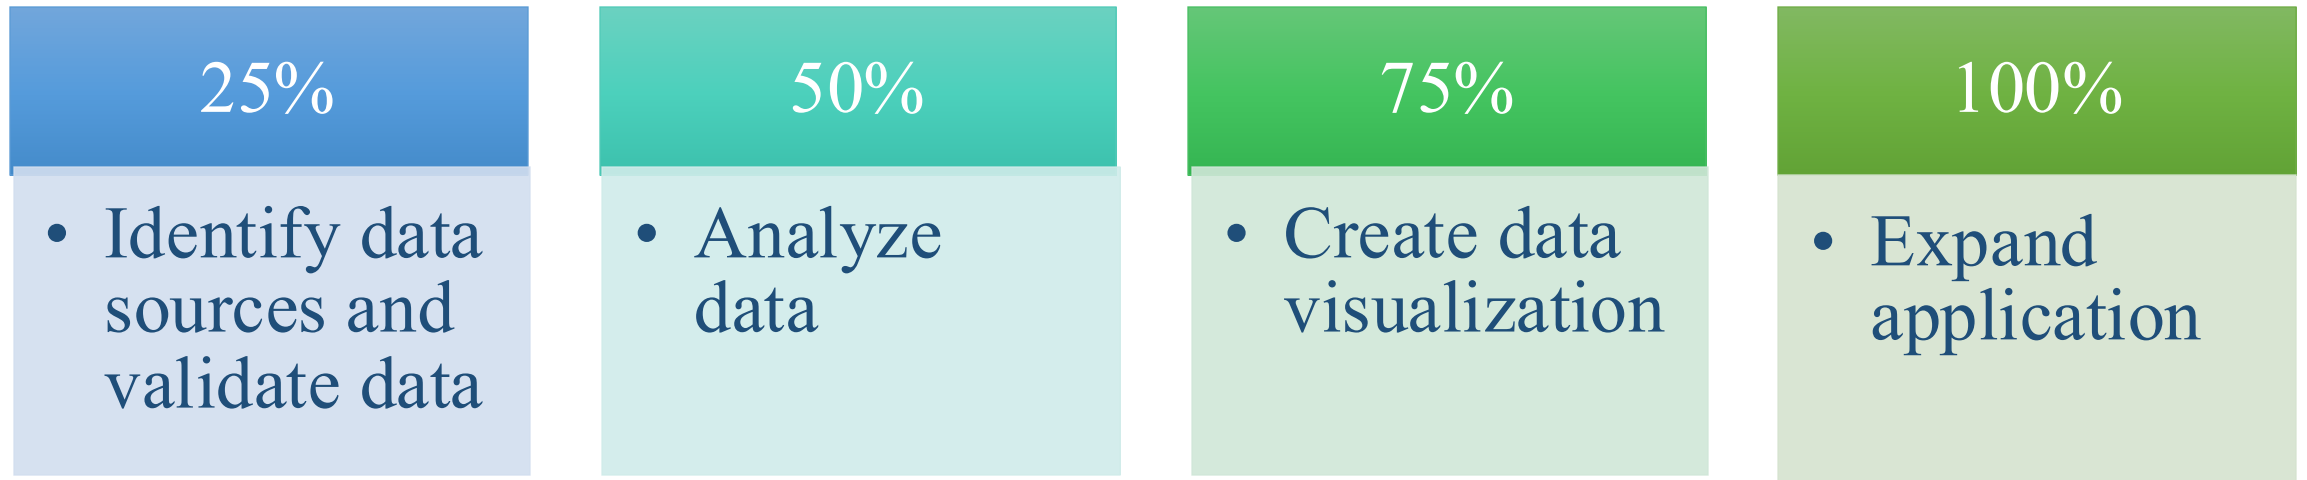 25%
• Identify data
sources and
validate data
50%
• Analyze
data
75%
• Create data
visualization
100%
• Expand
application